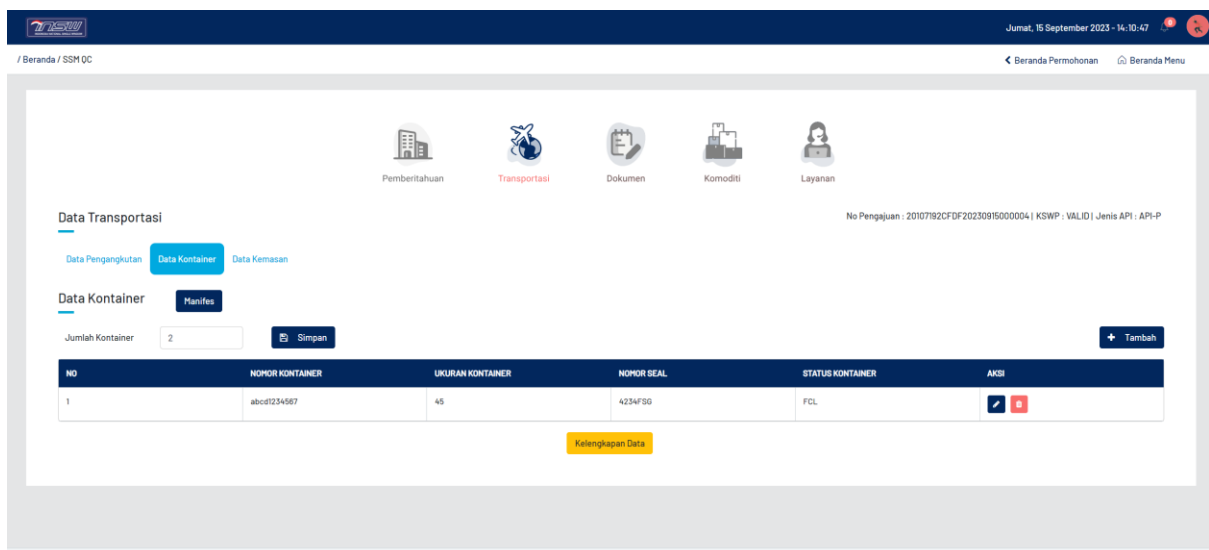 INSW
Jumat, 15 September 2023 - 14:10:47
0
/ Beranda / SSM QC
Beranda Permohonan
Beranda Menu
Pemberitahuan
Transportasi
Dokumen
Komoditi
Layanan
Data Transportasi
No Pengajuan : 20107192CFDF20230915000004 | KSWP : VALID | Jenis API : API-P
Data Pengangkutan
Data Kontainer
Data Kemasan
Data Kontainer
Manifes
Jumlah Kontainer
2
Simpan
+ Tambah
NO NOMOR KONTAINER UKURAN KONTAINER NOMOR SEAL STATUS KONTAINER AKSI
1 abcd1234567 45 4234FSG FCL
Kelengkapan Data